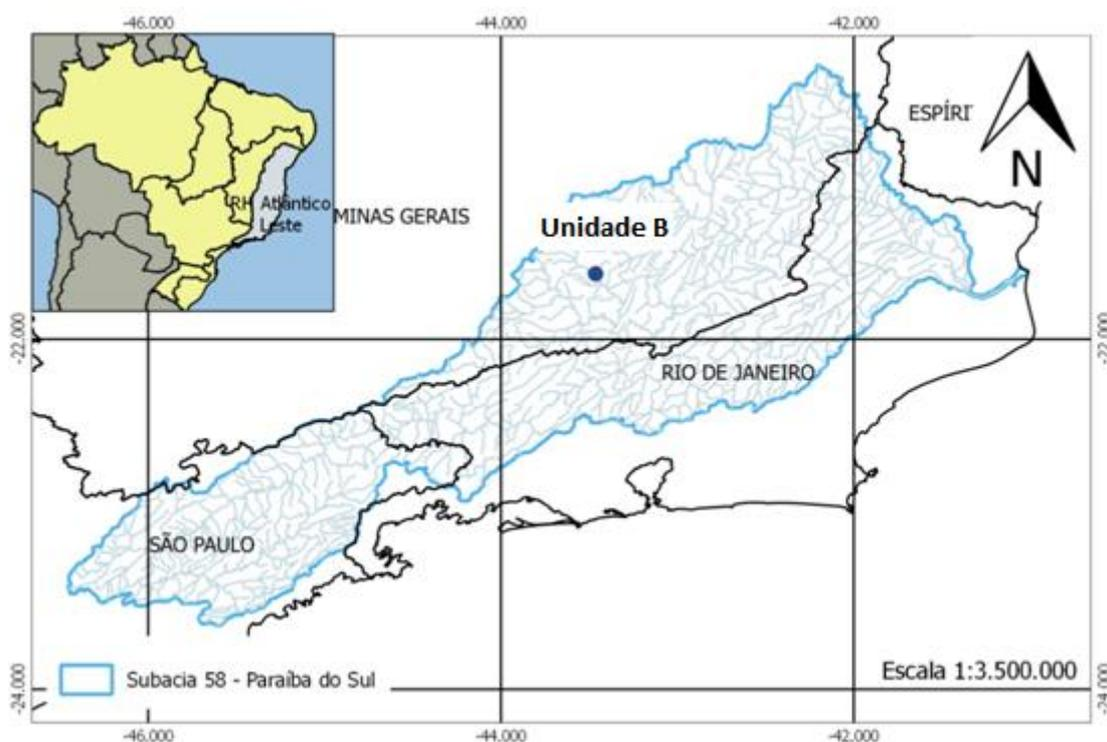 -46.000 -44.000 -42.000
RH Atlântico
Leste
MINAS GERAIS
ESPÍRI
N
Unidade B
-22.000 -22.000
RIO DE JANEIRO
SÃO PAULO
Subacia 58 - Paraíba do Sul
Escala 1:3.500.000
-24.000 -24.000
-46.000 -44.000 -42.000